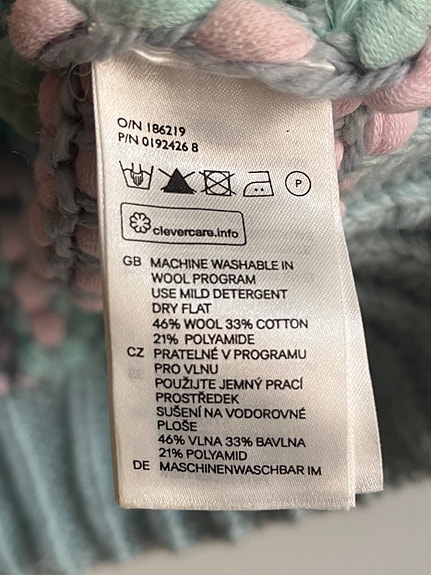 O/N 186219
P/N 0192426 8
P
clevercare.info
GB MACHINE WASHABLE IN
WOOL PROGRAM
USE MILD DETERGENT
DRY FLAT
46% WOOL 33% COTTON
21% POLYAMIDE
CZ PRATELNÉ V PROGRAMU
PRO VLNU
POUŽIJTE JEMNÝ PRACÍ
PROSTŘEDEK
SUŠENÍ NA VODOROVNÉ
PLOŠE
46% VLNA 33% BAVLNA
21% POLYAMID
DE MASCHINENWASCHBAR IM